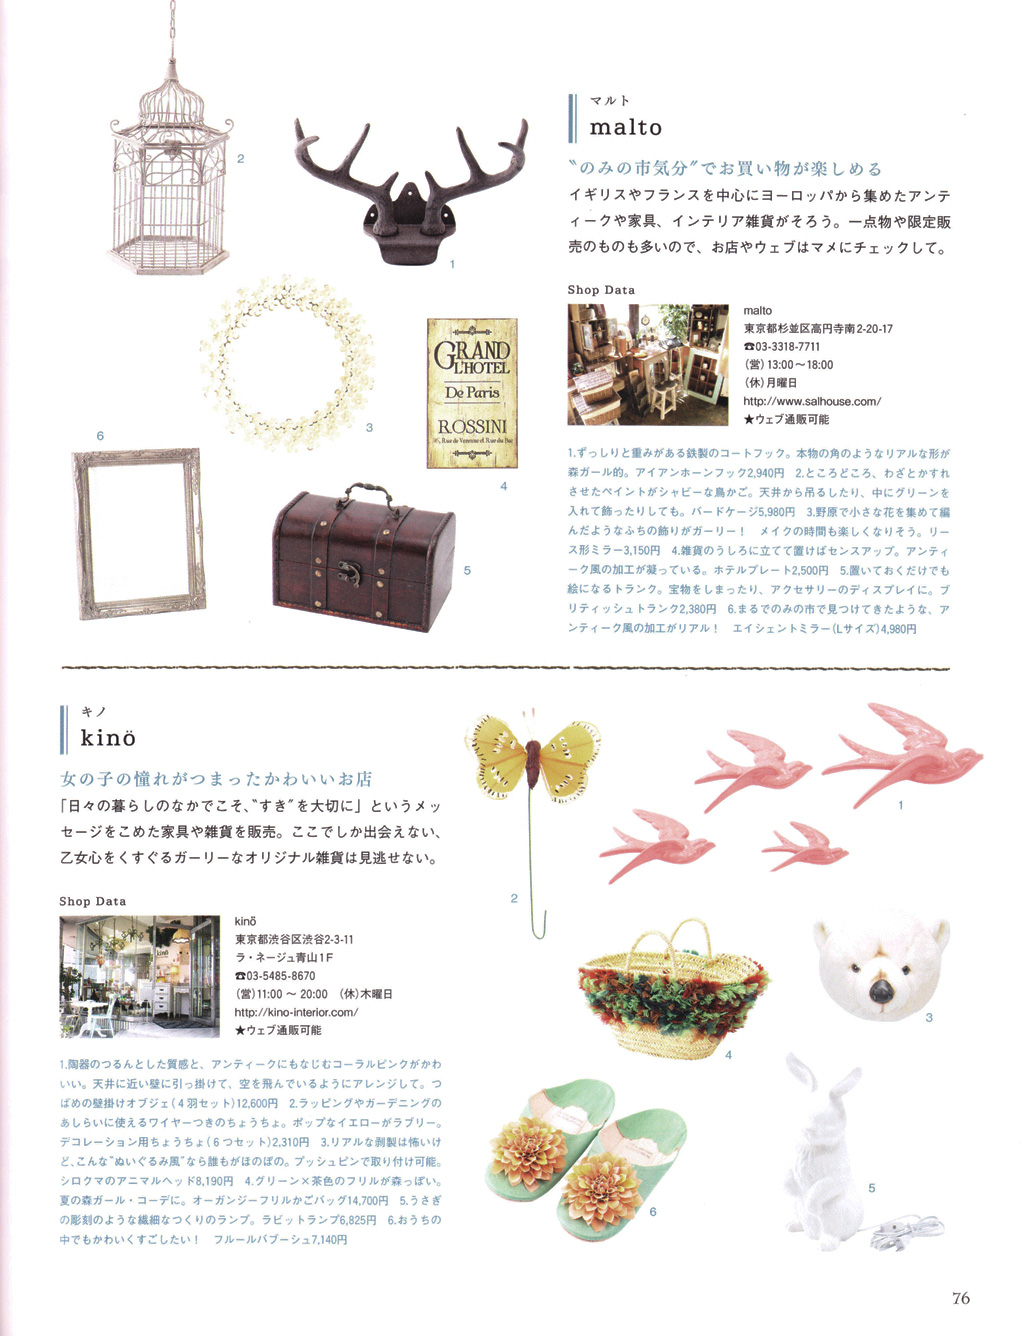 マルト
malto
〝のみの市気分〟でお買い物が楽しめる
イギリスやフランスを中心にヨーロッパから集めたアンテ
ィークや家具、インテリア雑貨がそろう。一点物や限定販
売のものも多いので、お店やウェブはマメにチェックして。
Shop Data
malto
東京都杉並区高円寺南2-20-17
☎03-3318-7711
(営)13:00〜18:00
(休)月曜日
http://www.salhouse.com/
★ウェブ通販可能
1.ずっしりと重みがある鉄製のコートフック。本物の角のようなリアルな形が
森ガール的。アイアンホーンフック2,940円 2.ところどころ、わざとかすれ
させたペイントがシャビーな鳥かご。天井から吊るしたり、中にグリーンを
入れて飾ったりしても。バードケージ5,980円 3.野原で小さな花を集めて編
んだようなふちの飾りがガーリー! メイクの時間も楽しくなりそう。リー
ス形ミラー3,150円 4.雑貨のうしろに立てて置けばセンスアップ。アンティ
ーク風の加工が凝っている。ホテルプレート2,500円 5.置いておくだけでも
絵になるトランク。宝物をしまったり、アクセサリーのディスプレイに。ブ
リティッシュトランク2,380円 6.まるでのみの市で見つけてきたような、ア
ンティーク風の加工がリアル! エイシェントミラー(Lサイズ)4,980円
2
1
3
6
4
5
GRAND
L'HOTEL
De Paris
ROSSINI
キノ
kinö
女の子の憧れがつまったかわいいお店
「日々の暮らしのなかでこそ、〝すき〟を大切に」というメッ
セージをこめた家具や雑貨を販売。ここでしか出会えない、
乙女心をくすぐるガーリーなオリジナル雑貨は見逃せない。
Shop Data
kinö
kinö
東京都渋谷区渋谷2-3-11
ラ・ネージュ青山1F
☎03-5485-8670
(営)11:00 〜 20:00 (休)木曜日
http://kino-interior.com/
★ウェブ通販可能
1.陶器のつるんとした質感と、アンティークにもなじむコーラルピンクがかわ
いい。天井に近い壁に引っ掛けて、空を飛んでいるようにアレンジして。つ
ばめの壁掛けオブジェ(4羽セット)12,600円 2.ラッピングやガーデニングの
あしらいに使えるワイヤーつきのちょうちょ。ポップなイエローがラブリー。
デコレーション用ちょうちょ(6つセット)2,310円 3.リアルな剥製は怖いけ
ど、こんな〝ぬいぐるみ風〟なら誰もがほのぼの。プッシュピンで取り付け可能。
シロクマのアニマルヘッド8,190円 4.グリーン×茶色のフリルが森っぽい。
夏の森ガール・コーデに。オーガンジーフリルかごバッグ14,700円 5.うさぎ
の彫刻のような繊細なつくりのランプ。ラビットランプ6,825円 6.おうちの
中でもかわいくすごしたい! フルールバブーシュ7,140円
1
2
3
4
5
6
76